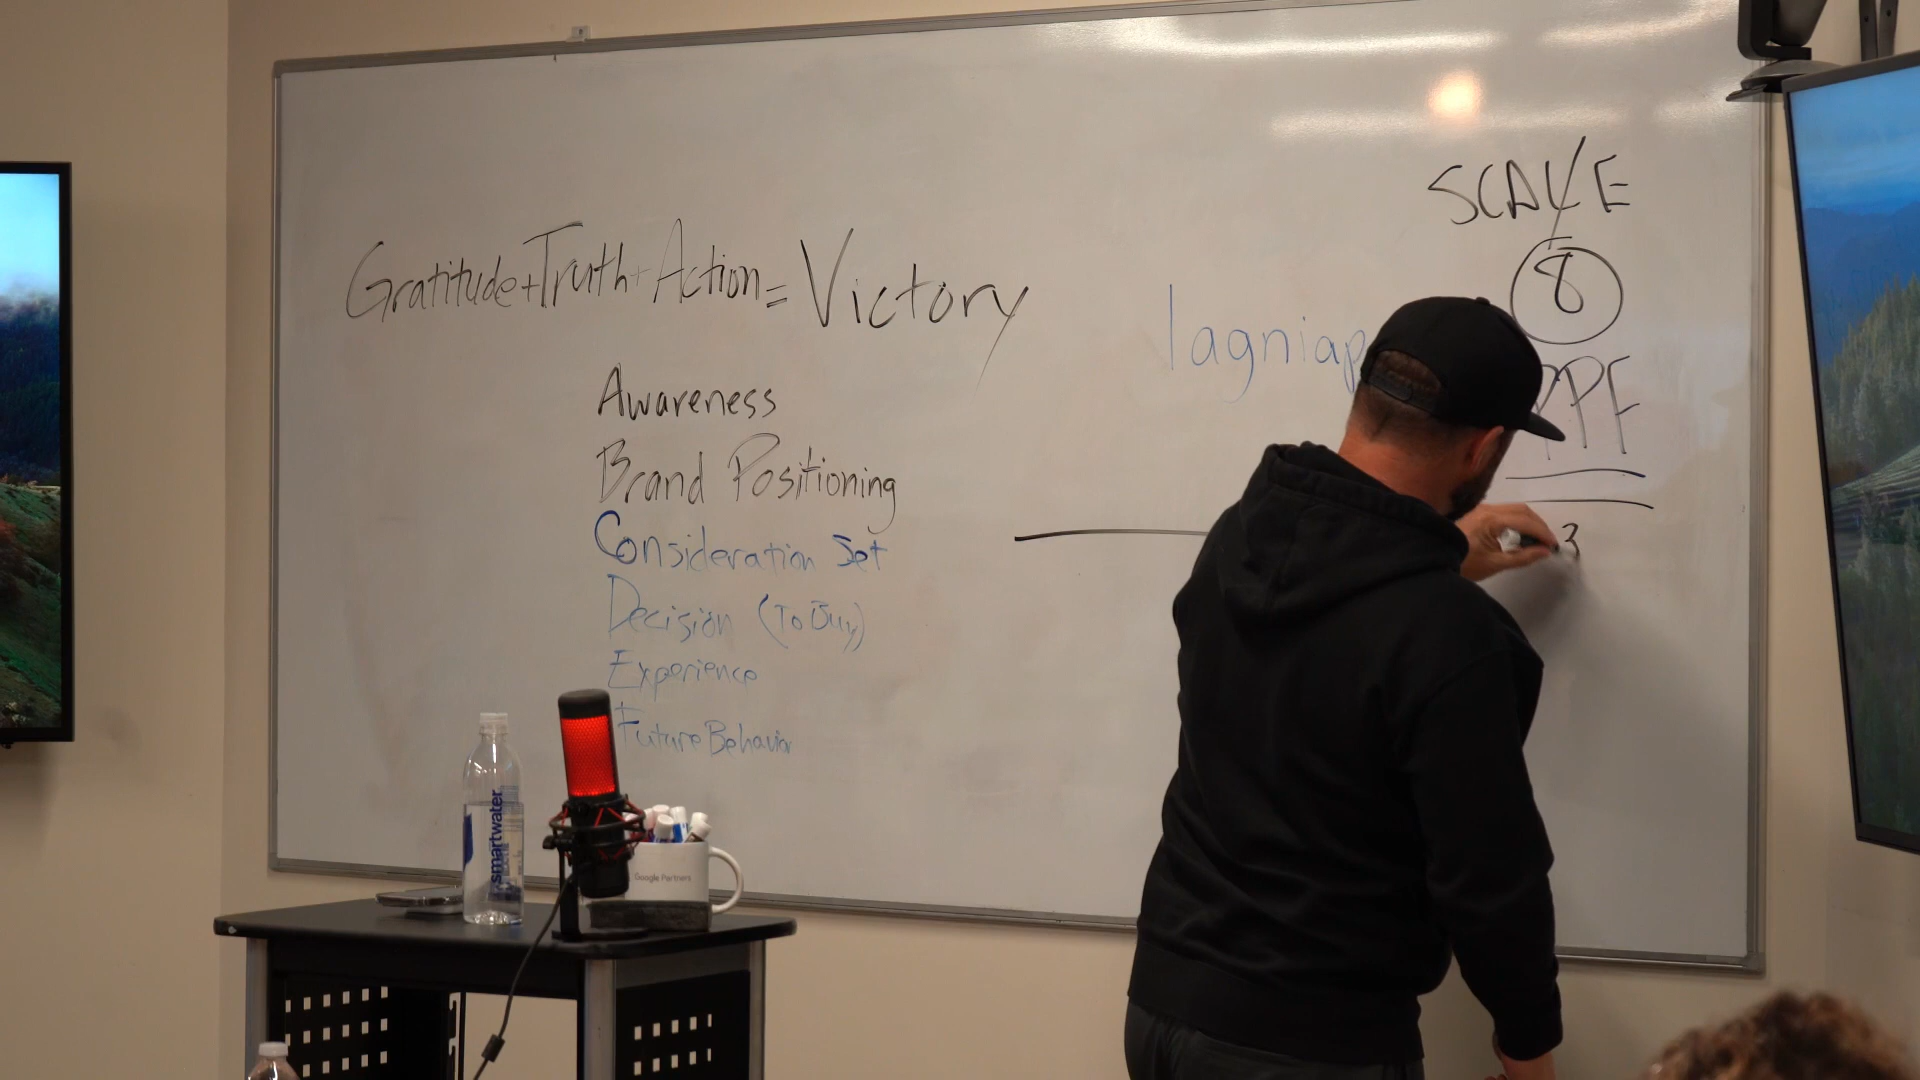 Gratitude+Truth+Action=Victory
Awareness
Brand Positioning
Consideration Set
Decision (To Buy)
Experience
Future Behavior
lagniap
SCALE
8
PPF
3
smartwater
Google Partners